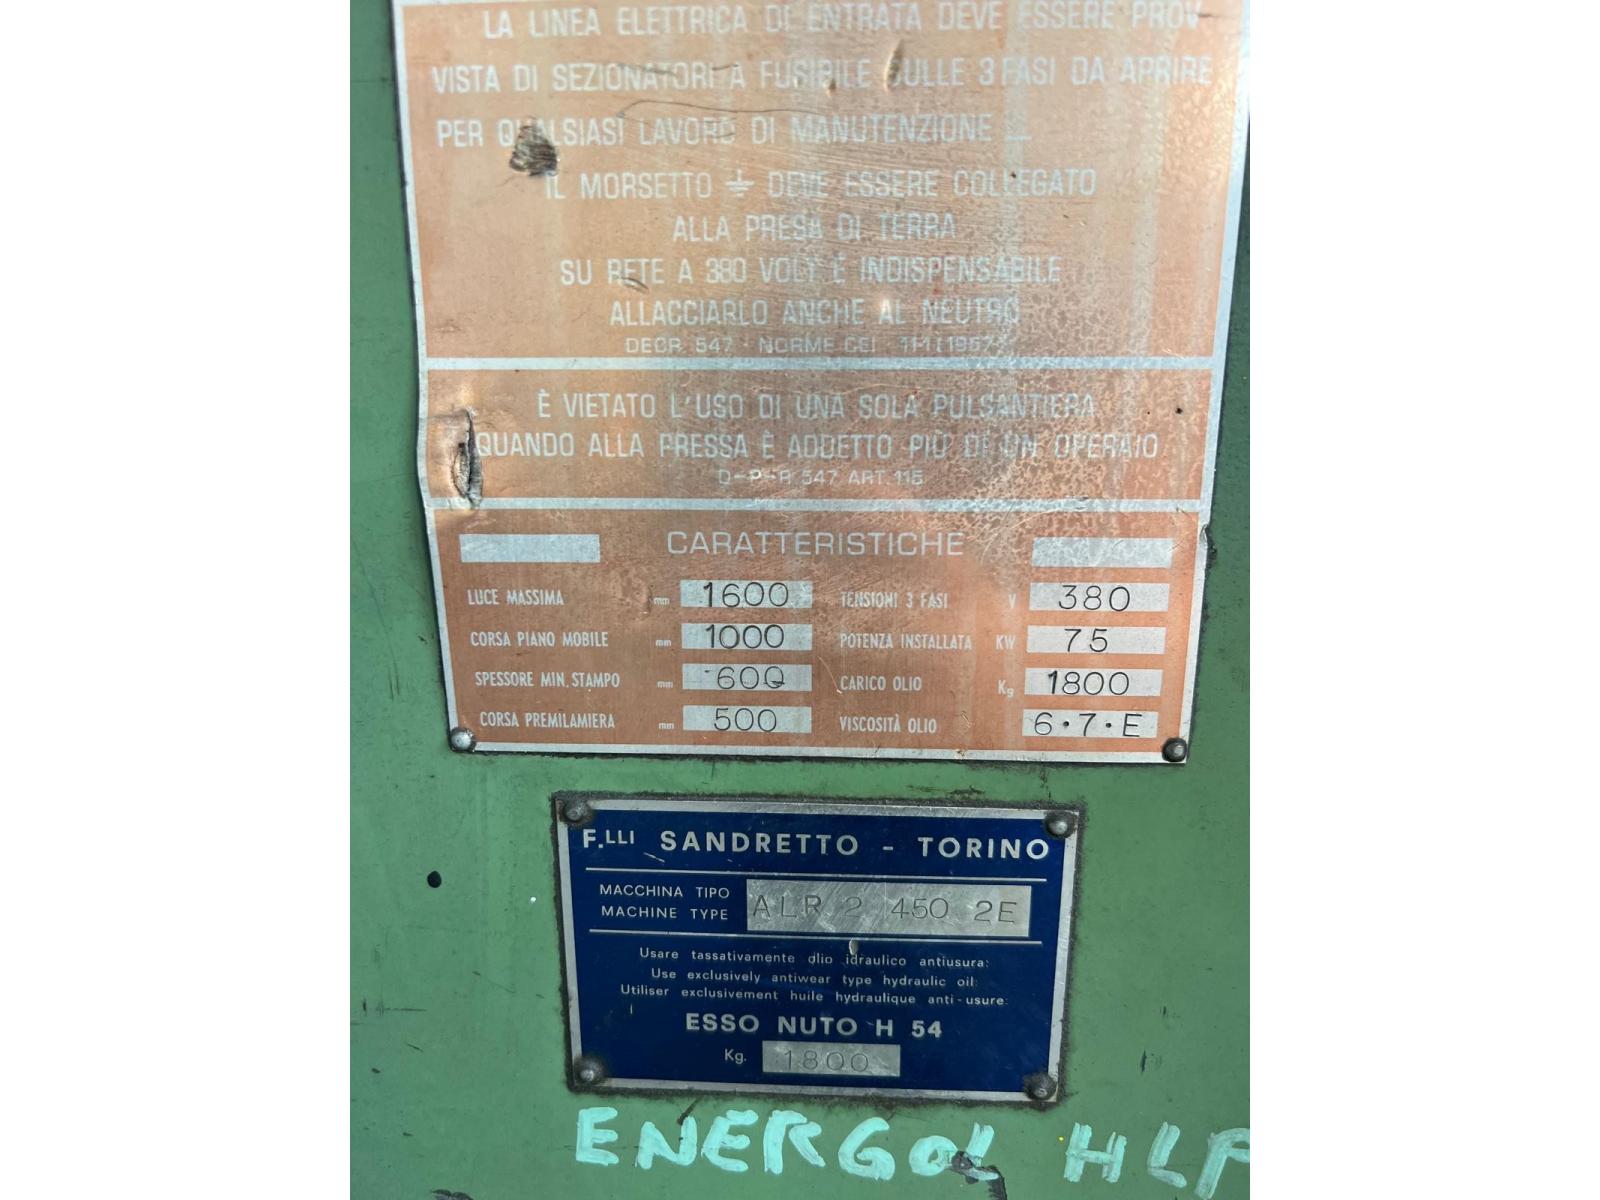 LA LINEA ELETTRICA DI ENTRATA DEVE ESSERE PROV
VISTA DI SEZIONATORI A FUSIBILE SULLE 3 FASI DA APRIRE
PER QUALSIASI LAVORO DI MANUTENZIONE —
IL MORSETTO ⏚ DEVE ESSERE COLLEGATO
ALLA PRESA DI TERRA
SU RETE A 380 VOLT È INDISPENSABILE
ALLACCIARLO ANCHE AL NEUTRO
DECR. 547 - NORME CEI 11-1 (1957
È VIETATO L'USO DI UNA SOLA PULSANTIERA
QUANDO ALLA PRESSA È ADDETTO PIÙ DI UN OPERAIO
D-P-R 547 ART. 115
CARATTERISTICHE
LUCE MASSIMA mm 1600 TENSIONI 3 FASI V 380
CORSA PIANO MOBILE mm 1000 POTENZA INSTALLATA KW 75
SPESSORE MIN. STAMPO mm 600 CARICO OLIO Kg 1800
CORSA PREMILAMIERA mm 500 VISCOSITÀ OLIO 6·7·E
F.LLI SANDRETTO - TORINO
MACCHINA TIPO
MACHINE TYPE ALR 2 450 2E
Usare tassativamente olio idraulico antiusura:
Use exclusively antiwear type hydraulic oil:
Utiliser exclusivement huile hydraulique anti-usure:
ESSO NUTO H 54
Kg. 1800
ENERGOL HLP